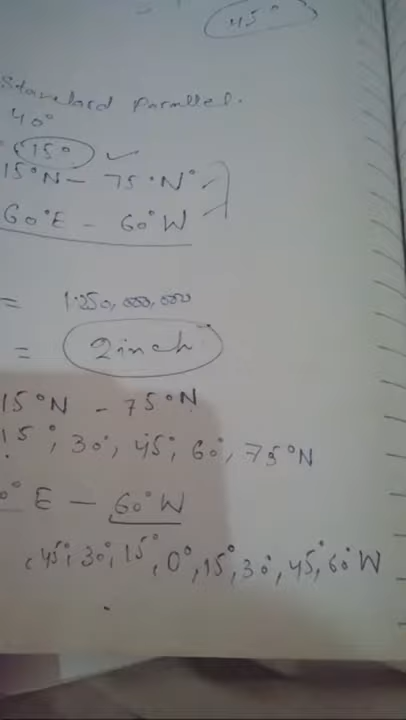 45°
Standard Parallel.
40°
15°
15°N - 75°N°
60°E - 60°W
= 1:250,000,000
= 2 inch
15°N - 75°N
15°, 30°, 45°, 60°, 75°N
0° E - 60°W
, 45°, 30°, 15°, 0°, 15°, 30°, 45°, 60°W